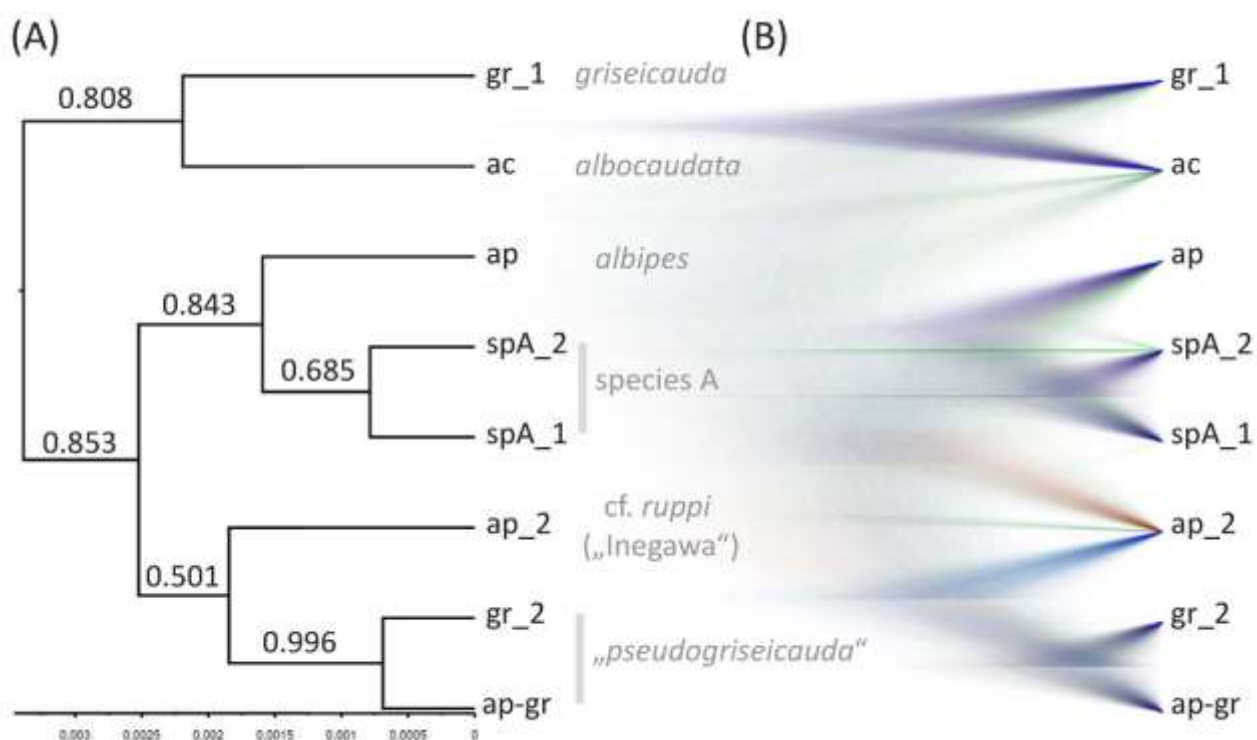 (A)
(B)
gr_1 griseicauda
0.808
ac albocaudata
ap albipes
0.843
spA_2
0.685
species A
spA_1
0.853
ap_2
cf. ruppi
(„Inegawa“)
0.501
gr_2
0.996
„pseudogriseicauda“
ap-gr
0.003 0.0025 0.002 0.0015 0.001 0.0005 0
gr_1
ac
ap
spA_2
spA_1
ap_2
gr_2
ap-gr